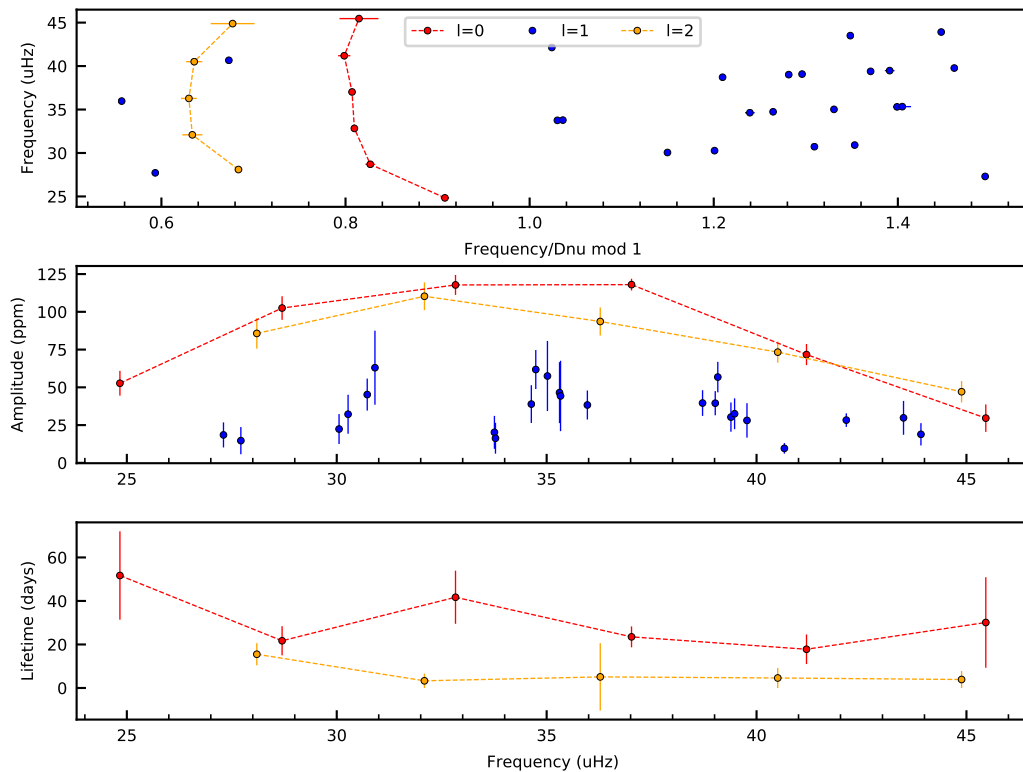 45
40
35
30
25
Frequency (uHz)
l=0 l=1 l=2
0.6 0.8 1.0 1.2 1.4
Frequency/Dnu mod 1
125
100
75
50
25
0
Amplitude (ppm)
25 30 35 40 45
60
40
20
0
Lifetime (days)
25 30 35 40 45
Frequency (uHz)